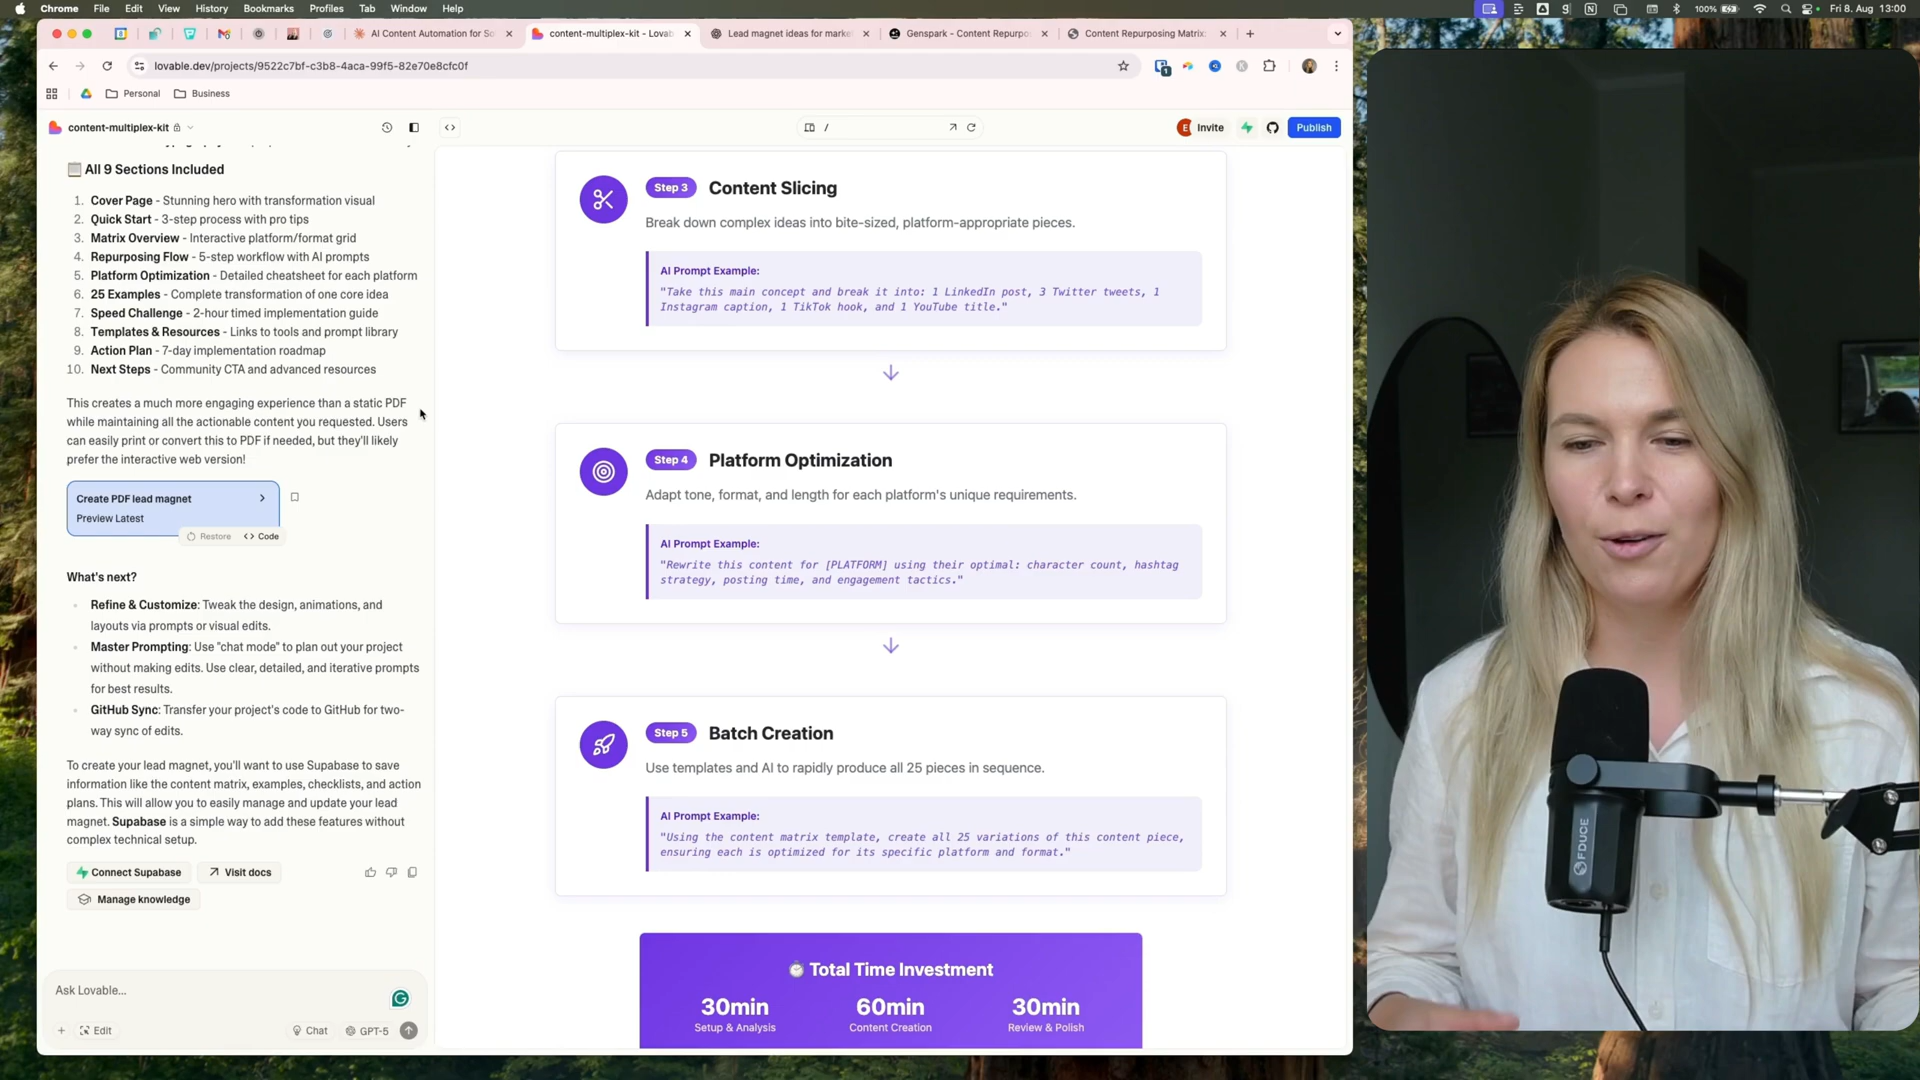 Chrome File Edit View History Bookmarks Profiles Tab Window Help
100% Fri 8. Aug 13:00
AI Content Automation for So
content-multiplex-kit - Lovab
Lead magnet ideas for marke
Genspark - Content Repurpo
Content Repurposing Matrix:
lovable.dev/projects/9522c7bf-c3b8-4aca-99f5-82e70e8cfc0f
Personal
Business
content-multiplex-kit
/
E Invite
Publish
All 9 Sections Included
1. Cover Page - Stunning hero with transformation visual
2. Quick Start - 3-step process with pro tips
3. Matrix Overview - Interactive platform/format grid
4. Repurposing Flow - 5-step workflow with AI prompts
5. Platform Optimization - Detailed cheatsheet for each platform
6. 25 Examples - Complete transformation of one core idea
7. Speed Challenge - 2-hour timed implementation guide
8. Templates & Resources - Links to tools and prompt library
9. Action Plan - 7-day implementation roadmap
10. Next Steps - Community CTA and advanced resources
This creates a much more engaging experience than a static PDF
while maintaining all the actionable content you requested. Users
can easily print or convert this to PDF if needed, but they'll likely
prefer the interactive web version!
Create PDF lead magnet
Preview Latest
Restore
Code
What's next?
Refine & Customize: Tweak the design, animations, and
layouts via prompts or visual edits.
Master Prompting: Use "chat mode" to plan out your project
without making edits. Use clear, detailed, and iterative prompts
for best results.
GitHub Sync: Transfer your project's code to GitHub for two-
way sync of edits.
To create your lead magnet, you'll want to use Supabase to save
information like the content matrix, examples, checklists, and action
plans. This will allow you to easily manage and update your lead
magnet. Supabase is a simple way to add these features without
complex technical setup.
Connect Supabase
Visit docs
Manage knowledge
Ask Lovable...
Edit
Chat
GPT-5
Step 3 Content Slicing
Break down complex ideas into bite-sized, platform-appropriate pieces.
AI Prompt Example:
"Take this main concept and break it into: 1 LinkedIn post, 3 Twitter tweets, 1
Instagram caption, 1 TikTok hook, and 1 YouTube title."
Step 4 Platform Optimization
Adapt tone, format, and length for each platform's unique requirements.
AI Prompt Example:
"Rewrite this content for [PLATFORM] using their optimal: character count, hashtag
strategy, posting time, and engagement tactics."
Step 5 Batch Creation
Use templates and AI to rapidly produce all 25 pieces in sequence.
AI Prompt Example:
"Using the content matrix template, create all 25 variations of this content piece,
ensuring each is optimized for its specific platform and format."
Total Time Investment
30min 60min 30min
Setup & Analysis Content Creation Review & Polish
FDUCE